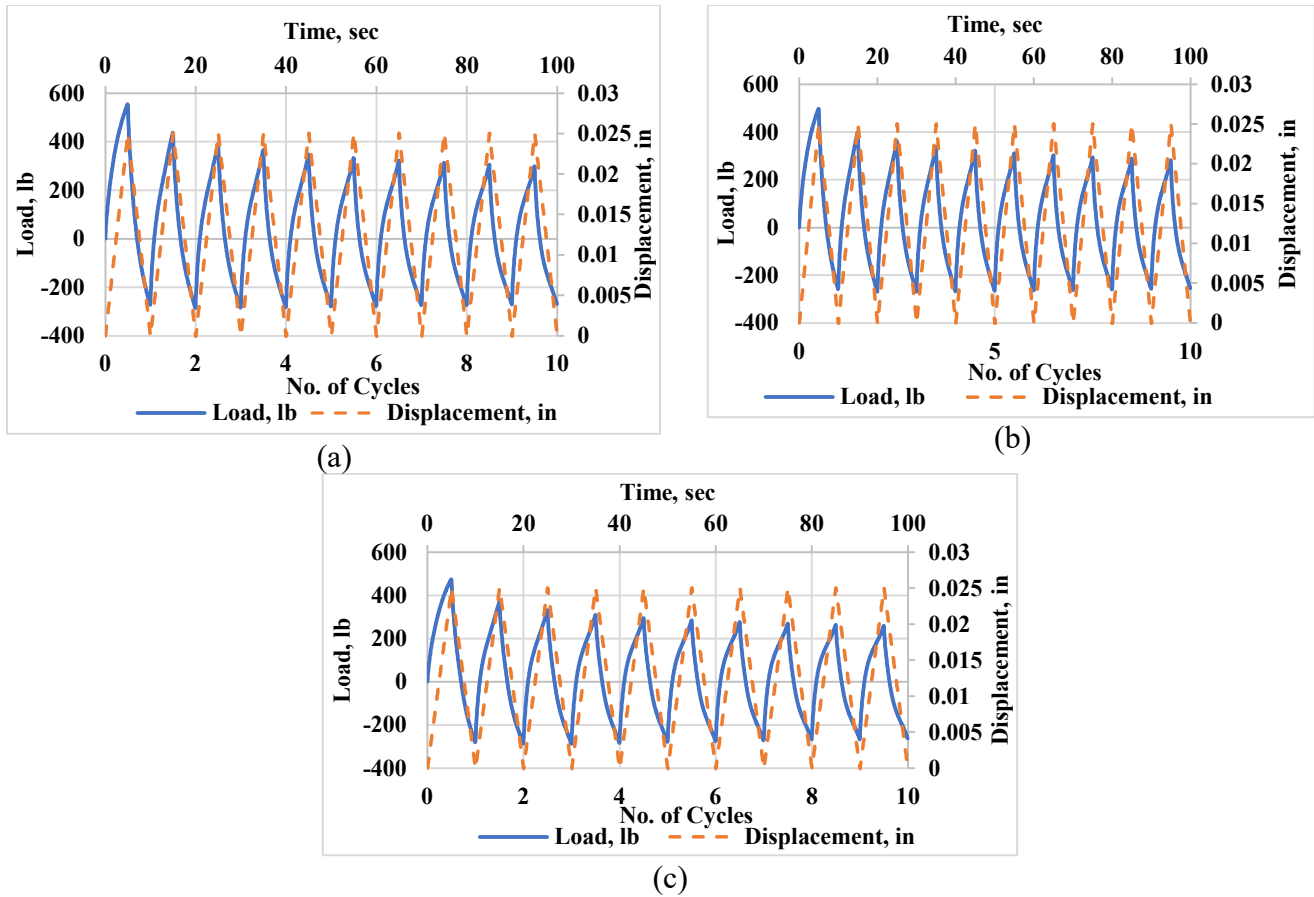 Time, sec
0 20 40 60 80 100
600 400 200 0 -200 -400
Load, lb
0.03 0.025 0.02 0.015 0.01 0.005 0
Displacement, in
0 2 4 6 8 10
No. of Cycles
Load, lb Displacement, in
(a)
Time, sec
0 20 40 60 80 100
600 400 200 0 -200 -400
Load, lb
0.03 0.025 0.02 0.015 0.01 0.005 0
Displacement, in
0 5 10
No. of Cycles
Load, lb Displacement, in
(b)
Time, sec
0 20 40 60 80 100
600 400 200 0 -200 -400
Load, lb
0.03 0.025 0.02 0.015 0.01 0.005 0
Displacement, in
0 2 4 6 8 10
No. of Cycles
Load, lb Displacement, in
(c)